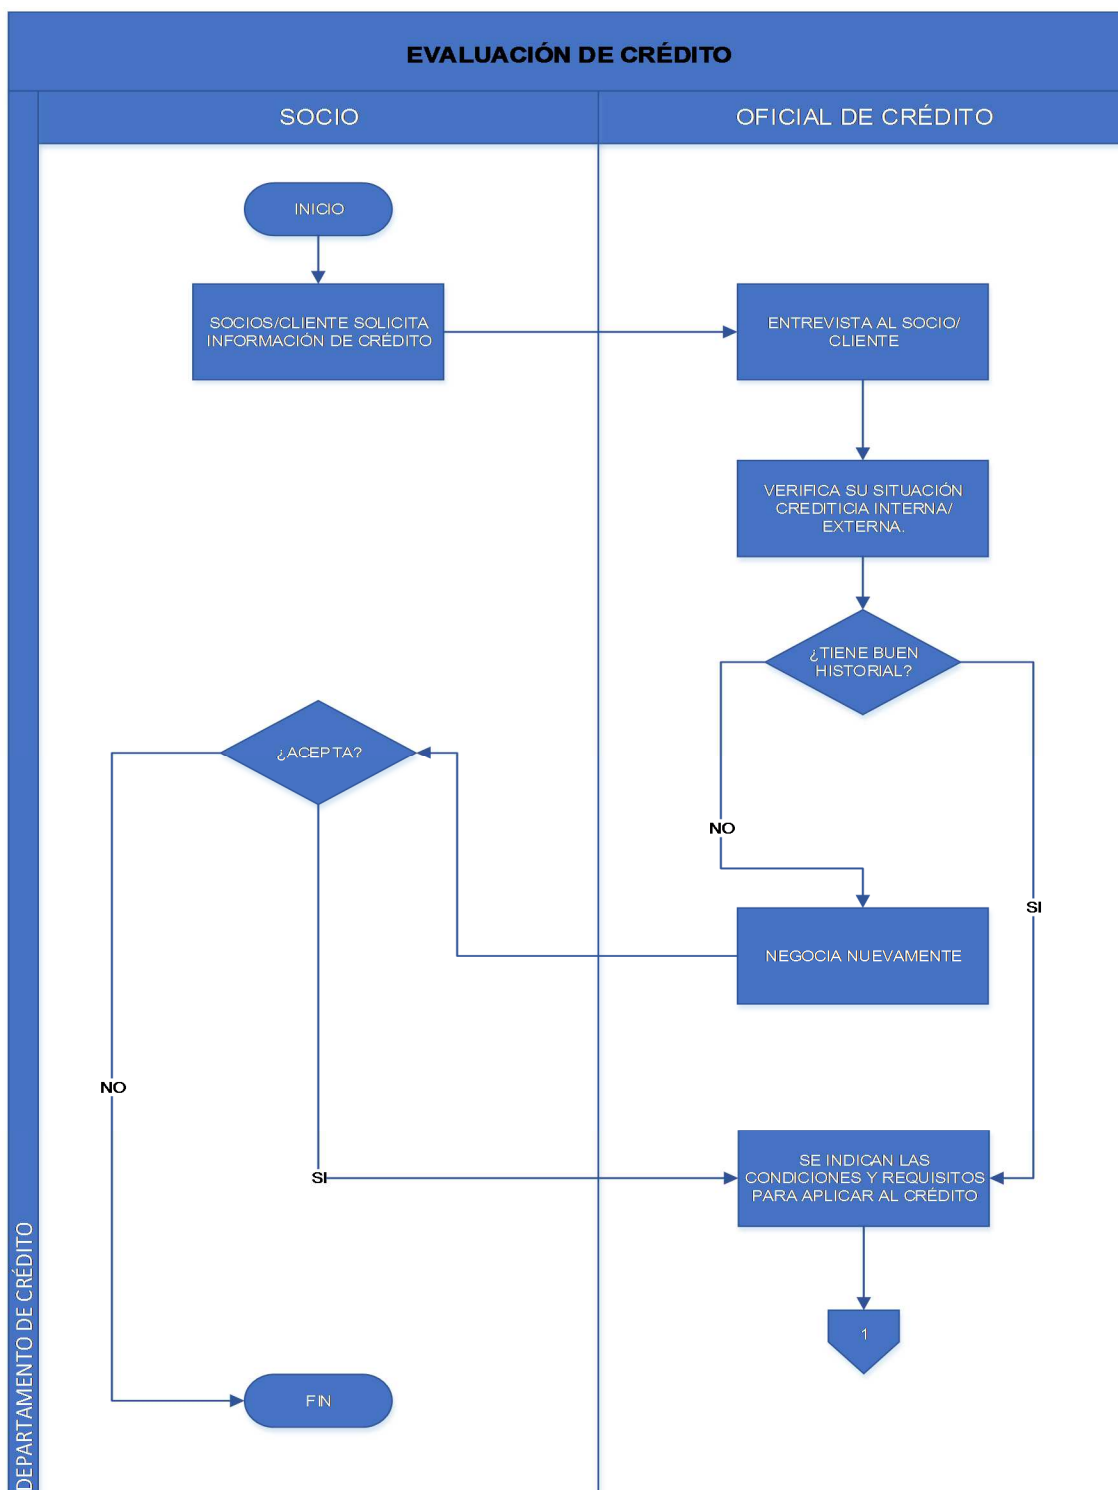 EVALUACIÓN DE CRÉDITO
SOCIO
OFICIAL DE CRÉDITO
INICIO
SOCIOS/CLIENTE SOLICITA
INFORMACIÓN DE CRÉDITO
ENTREVISTA AL SOCIO/
CLIENTE
VERIFICA SU SITUACIÓN
CREDITICIA INTERNA/
EXTERNA.
¿TIENE BUEN
HISTORIAL?
¿ACEPTA?
NO
SI
NEGOCIA NUEVAMENTE
NO
SI
SE INDICAN LAS
CONDICIONES Y REQUISITOS
PARA APLICAR AL CRÉDITO
1
FIN
DEPARTAMENTO DE CRÉDITO